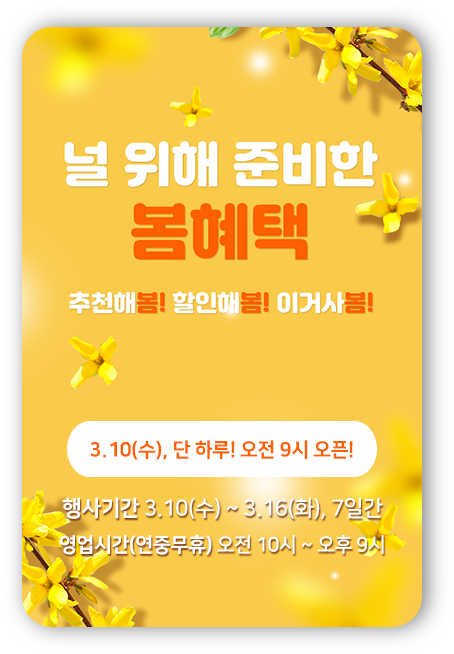 널 위해 준비한
봄혜택
추천해봄! 할인해봄! 이거사봄!
3.10(수), 단 하루! 오전 9시 오픈!
행사기간 3.10(수) ~ 3.16(화), 7일간
영업시간(연중무휴) 오전 10시 ~ 오후 9시